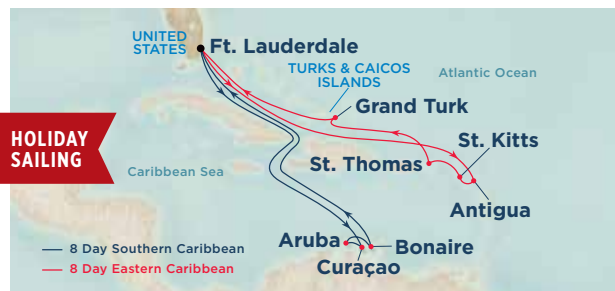 UNITED
STATES
Ft. Lauderdale
TURKS & CAICOS
ISLANDS
Atlantic Ocean
Grand Turk
HOLIDAY
SAILING
St. Kitts
St. Thomas
Caribbean Sea
Antigua
Aruba
Bonaire
Curaçao
8 Day Southern Caribbean
8 Day Eastern Caribbean